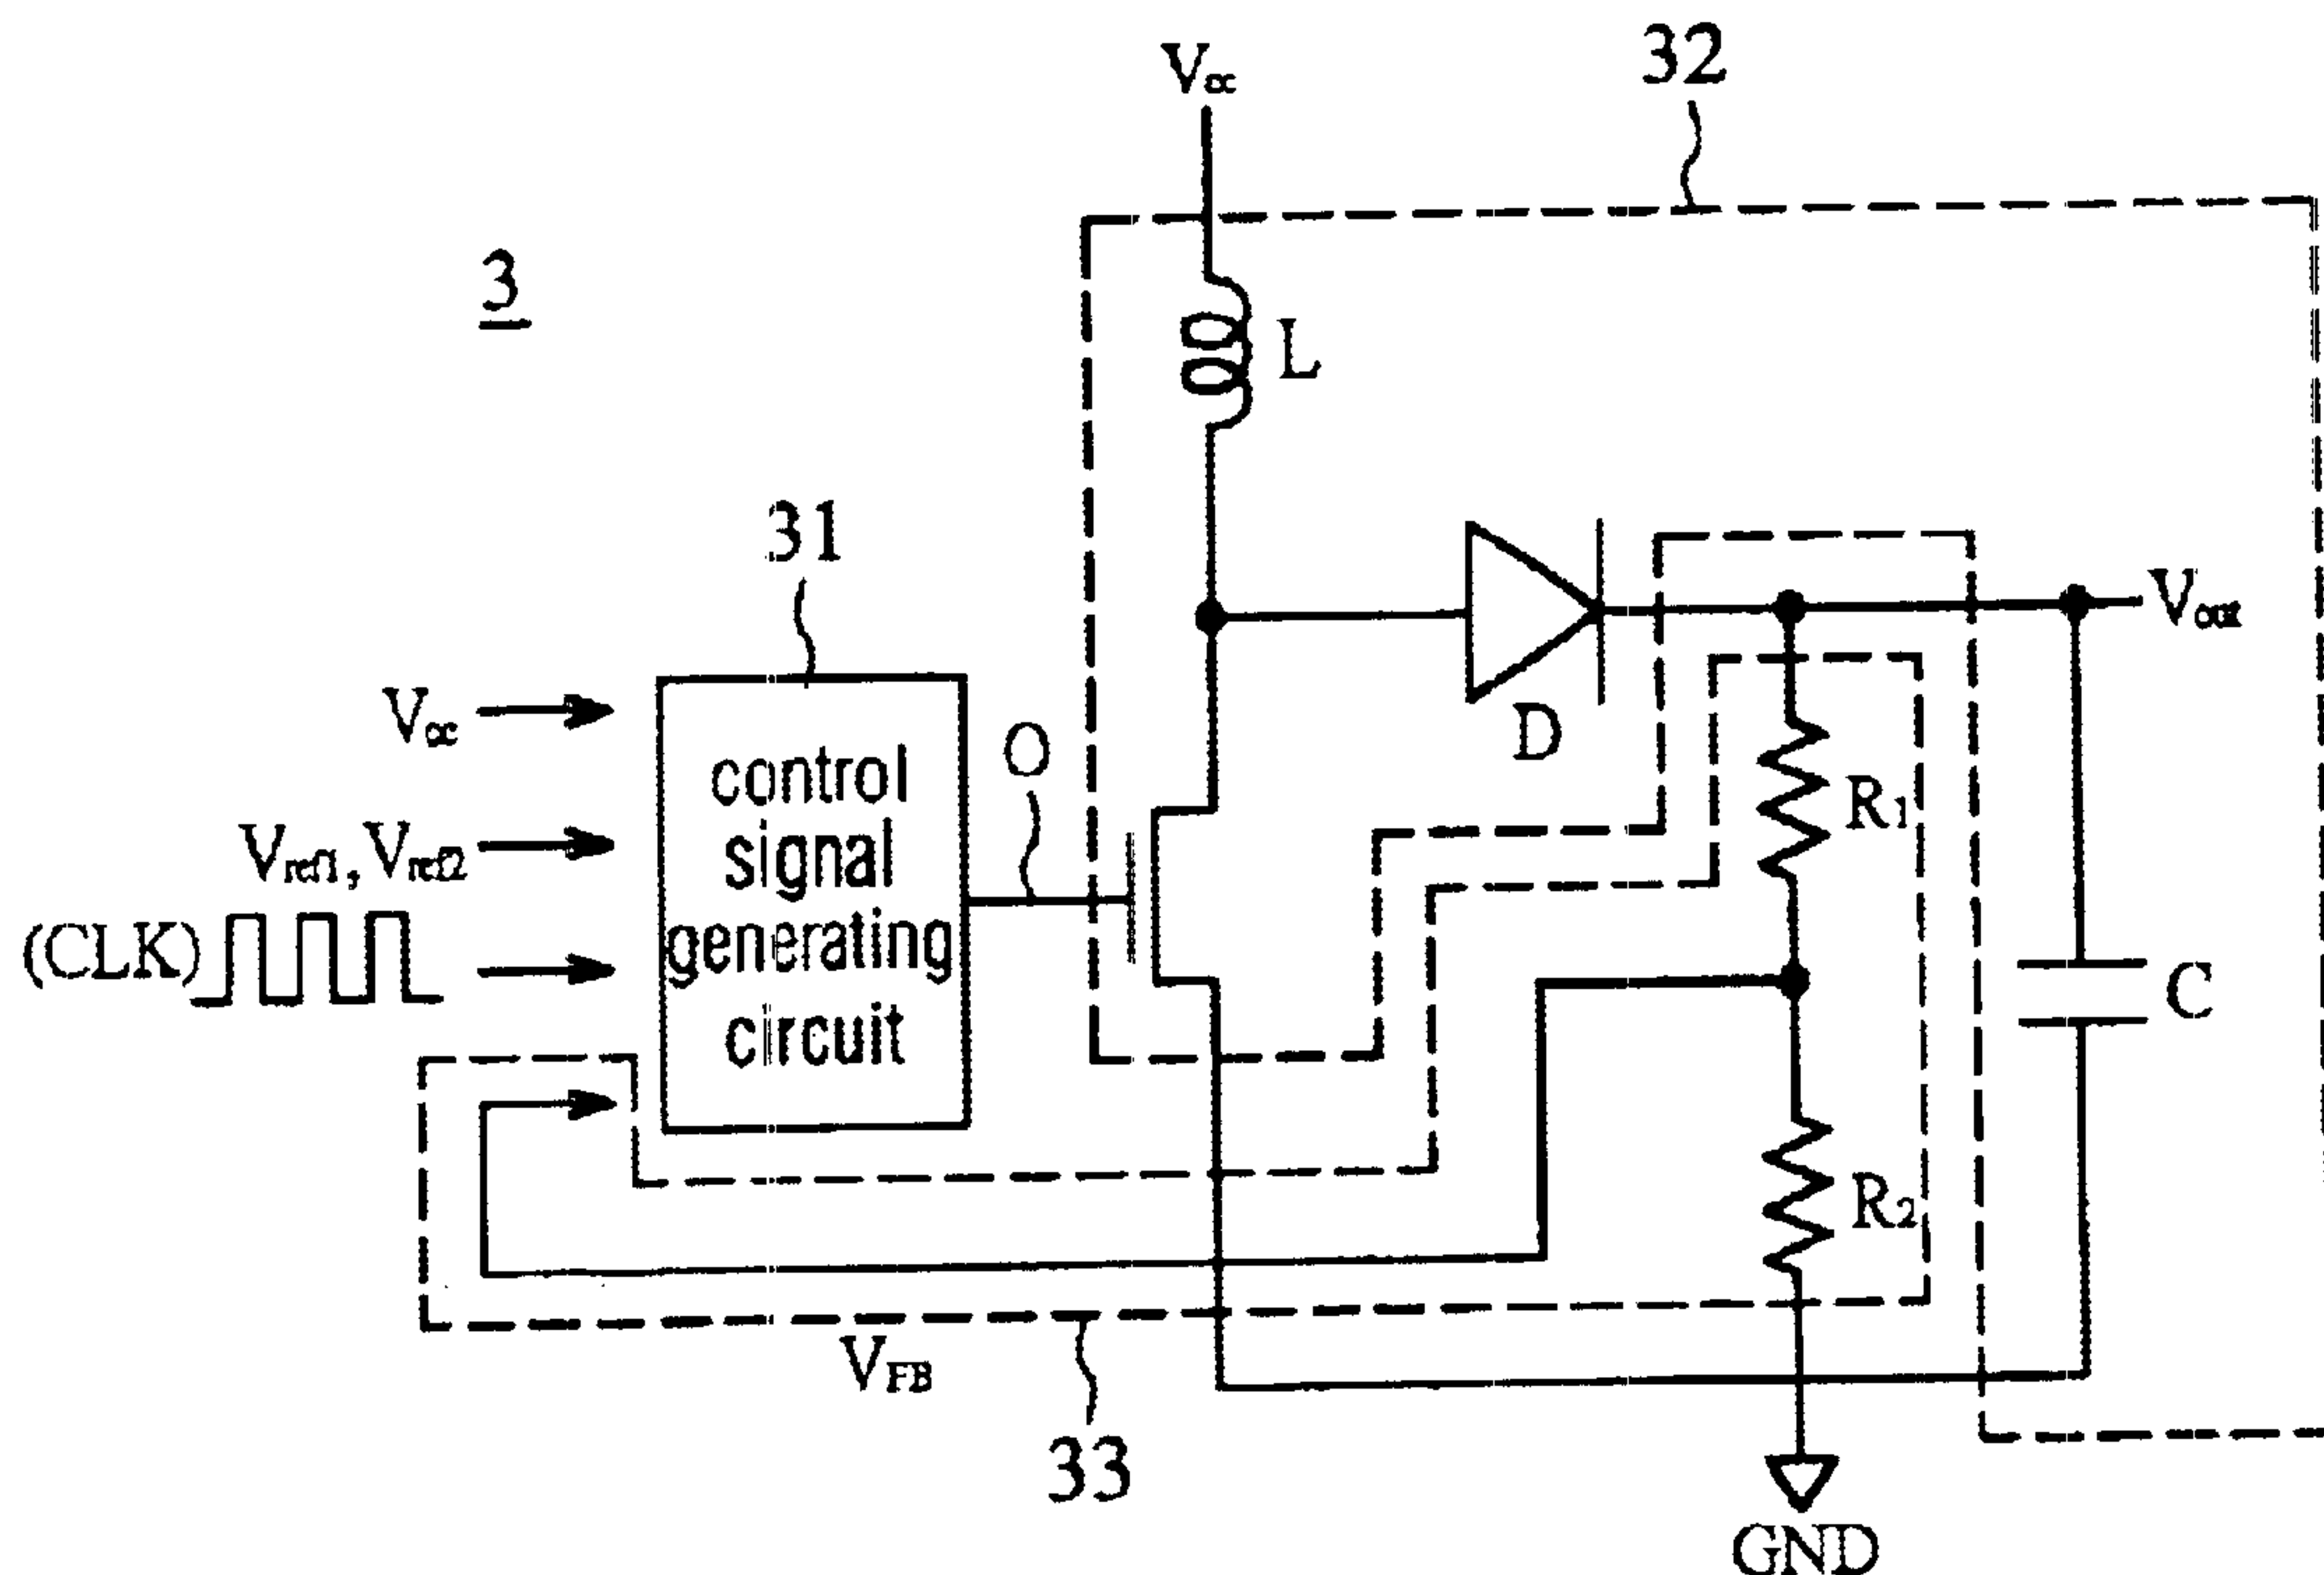 32
Vcc
3
L
31
Vout
Vcc
D
O
control
signal
generating
circuit
R1
Vref1, Vref2
(CLK)
C
R2
VFB
33
GND